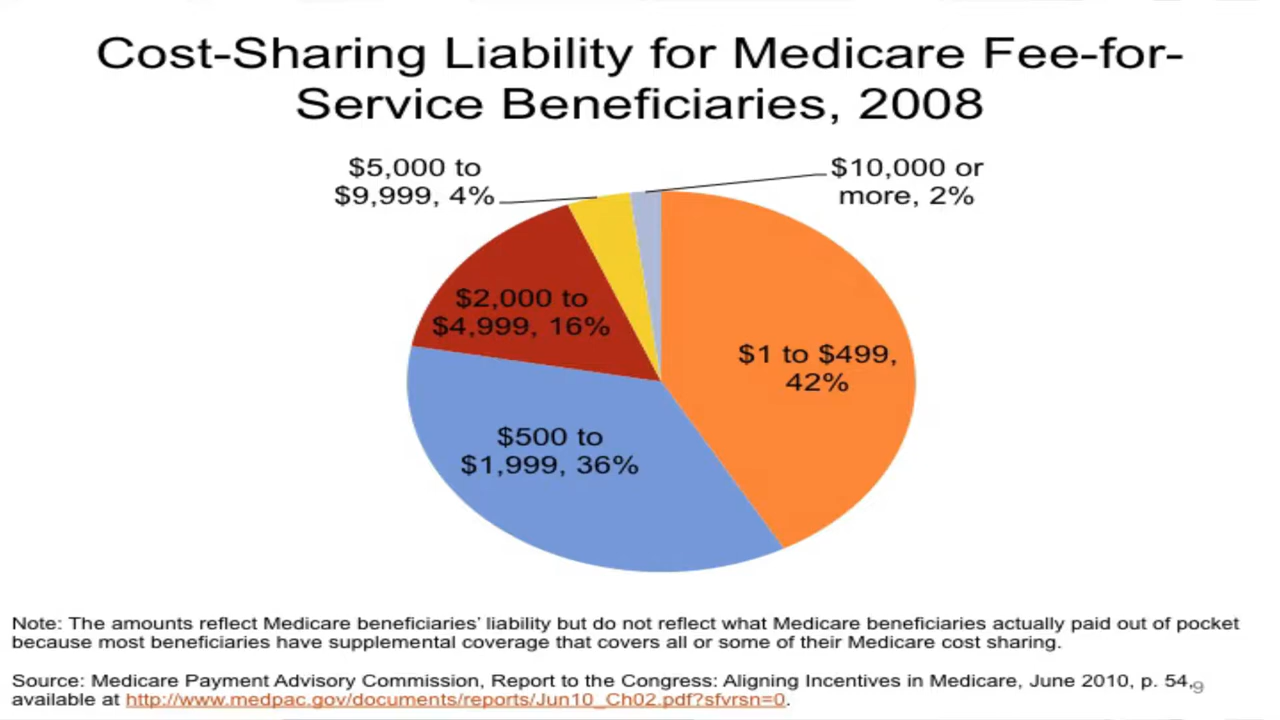 Cost-Sharing Liability for Medicare Fee-for-
Service Beneficiaries, 2008
$5,000 to
$9,999, 4%
$10,000 or
more, 2%
$2,000 to
$4,999, 16%
$1 to $499,
42%
$500 to
$1,999, 36%
Note: The amounts reflect Medicare beneficiaries' liability but do not reflect what Medicare beneficiaries actually paid out of pocket
because most beneficiaries have supplemental coverage that covers all or some of their Medicare cost sharing.
Source: Medicare Payment Advisory Commission, Report to the Congress: Aligning Incentives in Medicare, June 2010, p. 54,
available at http://www.medpac.gov/documents/reports/Jun10_Ch02.pdf?sfvrsn=0.
9